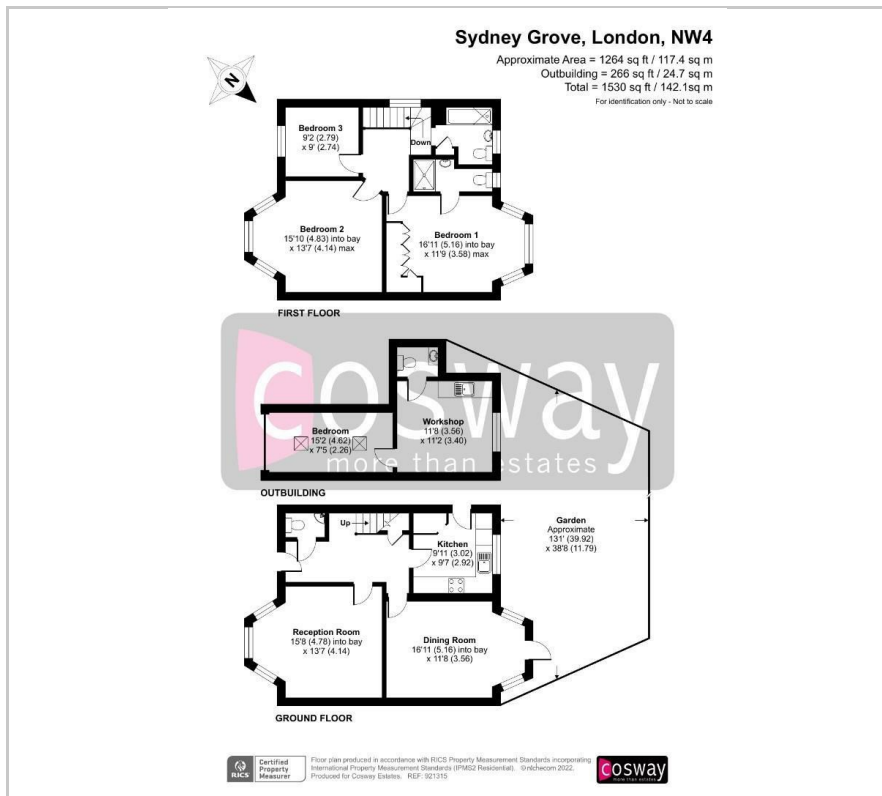 Sydney Grove, London, NW4
Approximate Area = 1264 sq ft / 117.4 sq m
Outbuilding = 266 sq ft / 24.7 sq m
Total = 1530 sq ft / 142.1sq m
For identification only - Not to scale
N
Bedroom 3
9'2 (2.79)
x 9' (2.74)
Down
Bedroom 2
15'10 (4.83) into bay
x 13'7 (4.14) max
Bedroom 1
16'11 (5.16) into bay
x 11'9 (3.58) max
FIRST FLOOR
cosway
more than estates
Workshop
11'8 (3.56)
x 11'2 (3.40)
Bedroom
15'2 (4.62)
x 7'5 (2.26)
OUTBUILDING
Up
Kitchen
9'11 (3.02)
x 9'7 (2.92)
Garden
Approximate
131' (39.92)
x 38'8 (11.79)
Reception Room
15'8 (4.78) into bay
x 13'7 (4.14)
Dining Room
16'11 (5.16) into bay
x 11'8 (3.56)
GROUND FLOOR
RICS
Certified
Property
Measurer
Floor plan produced in accordance with RICS Property Measurement Standards incorporating
International Property Measurement Standards (IPMS2 Residential). ©nichecom 2022.
Produced for Cosway Estates. REF: 921315
cosway
more than estates